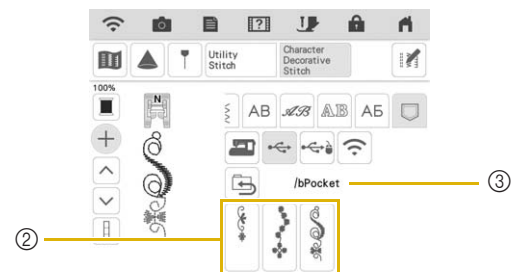 ?
Utility
Stitch
Character
Decorative
Stitch
100%
N
AB AB AB АБ
/bPocket
③
②